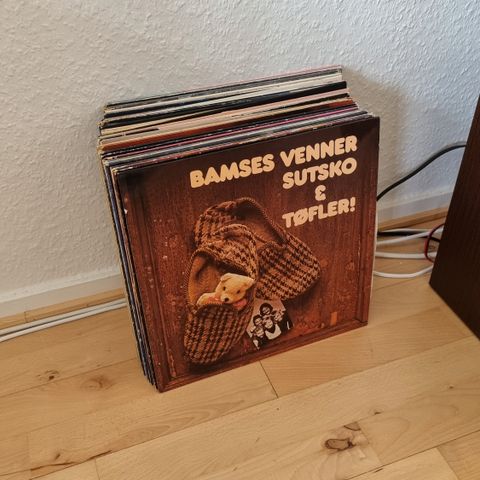 BAMSES VENNER
SUTSKO
&
TØFLER!